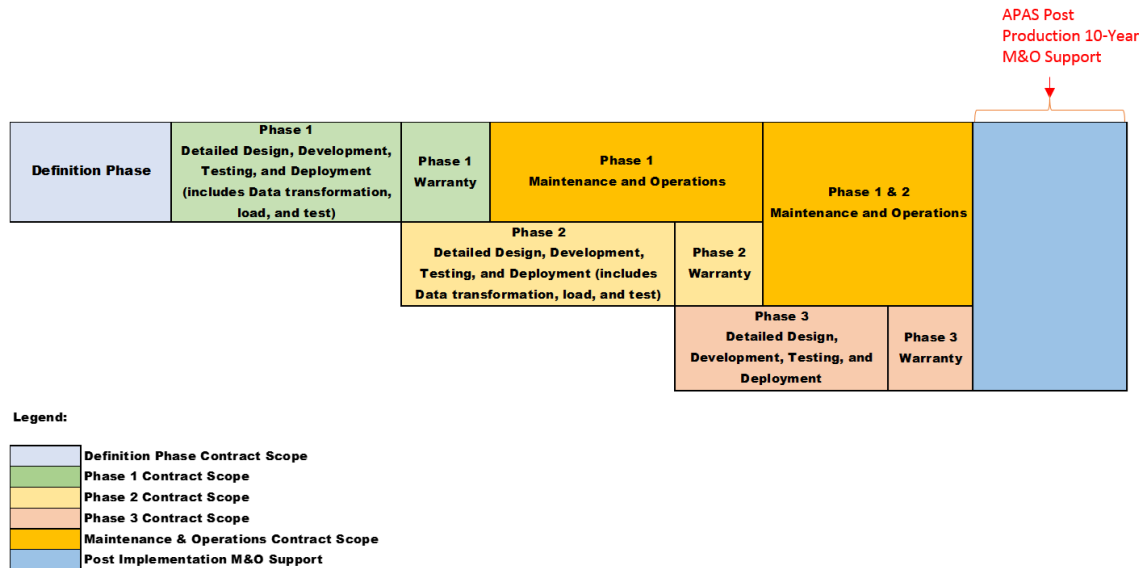 APAS Post
Production 10-Year
M&O Support
Definition Phase
Phase 1
Detailed Design, Development,
Testing, and Deployment
(includes Data transformation,
load, and test)
Phase 1
Warranty
Phase 1
Maintenance and Operations
Phase 1 & 2
Maintenance and Operations
Phase 2
Detailed Design, Development,
Testing, and Deployment (includes
Data transformation, load, and test)
Phase 2
Warranty
Phase 3
Detailed Design,
Development, Testing, and
Deployment
Phase 3
Warranty
Legend:
Definition Phase Contract Scope
Phase 1 Contract Scope
Phase 2 Contract Scope
Phase 3 Contract Scope
Maintenance & Operations Contract Scope
Post Implementation M&O Support